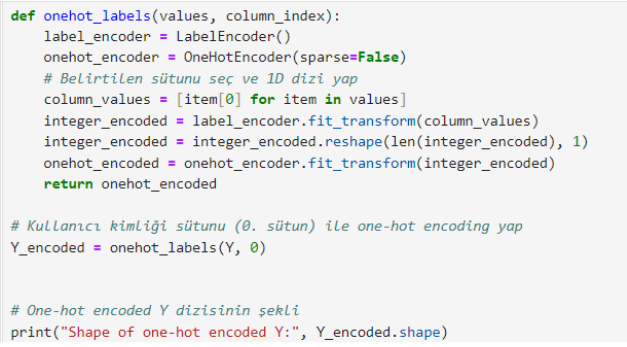 def onehot_labels(values, column_index):
    label_encoder = LabelEncoder()
    onehot_encoder = OneHotEncoder(sparse=False)
    # Belirtilen sütunu seç ve 1D dizi yap
    column_values = [item[0] for item in values]
    integer_encoded = label_encoder.fit_transform(column_values)
    integer_encoded = integer_encoded.reshape(len(integer_encoded), 1)
    onehot_encoded = onehot_encoder.fit_transform(integer_encoded)
    return onehot_encoded
# Kullanıcı kimliği sütunu (0. sütun) ile one-hot encoding yap
Y_encoded = onehot_labels(Y, 0)
# One-hot encoded Y dizisinin şekli
print("Shape of one-hot encoded Y:", Y_encoded.shape)